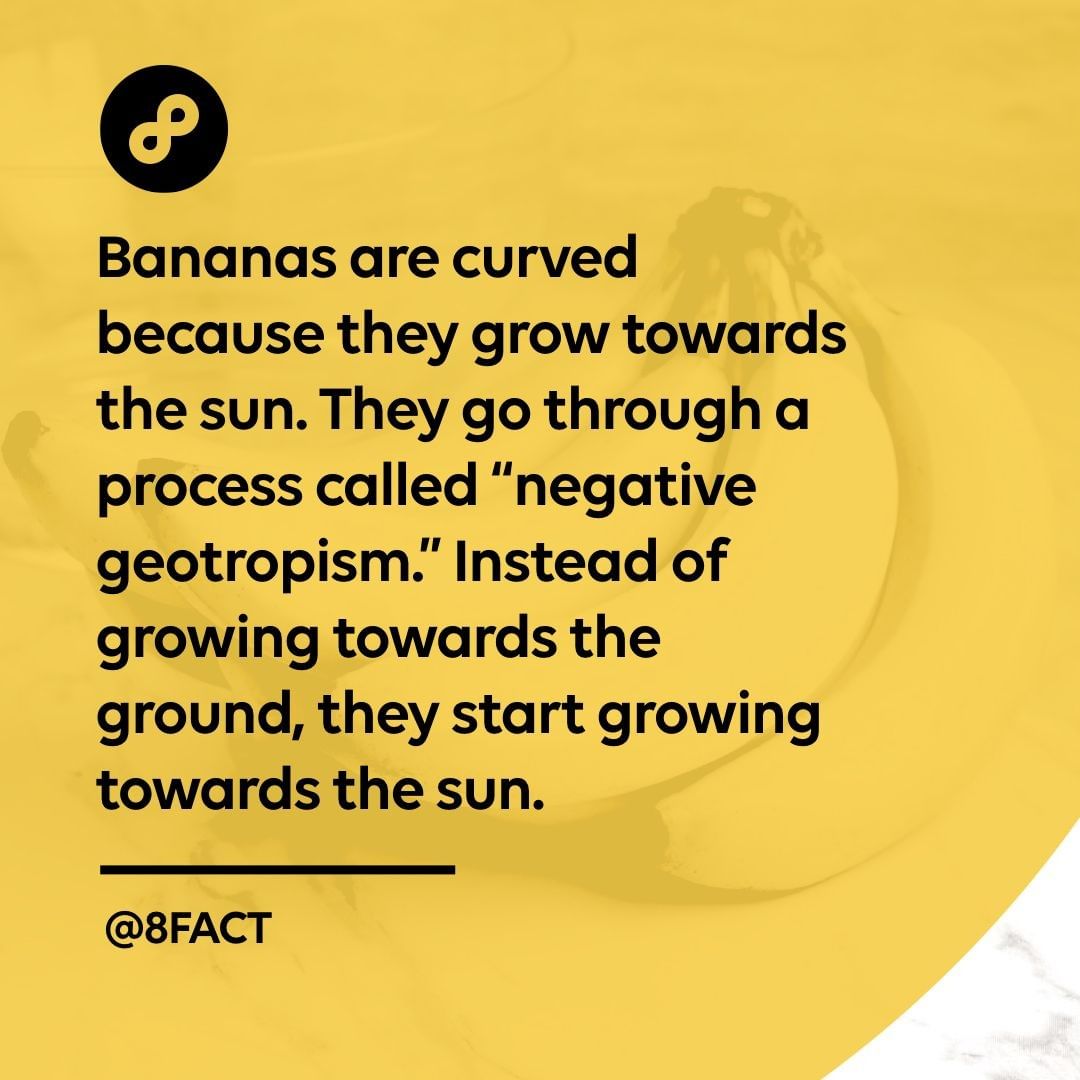 Bananas are curved
because they grow towards
the sun. They go through a
process called “negative
geotropism.” Instead of
growing towards the
ground, they start growing
towards the sun.
@8FACT